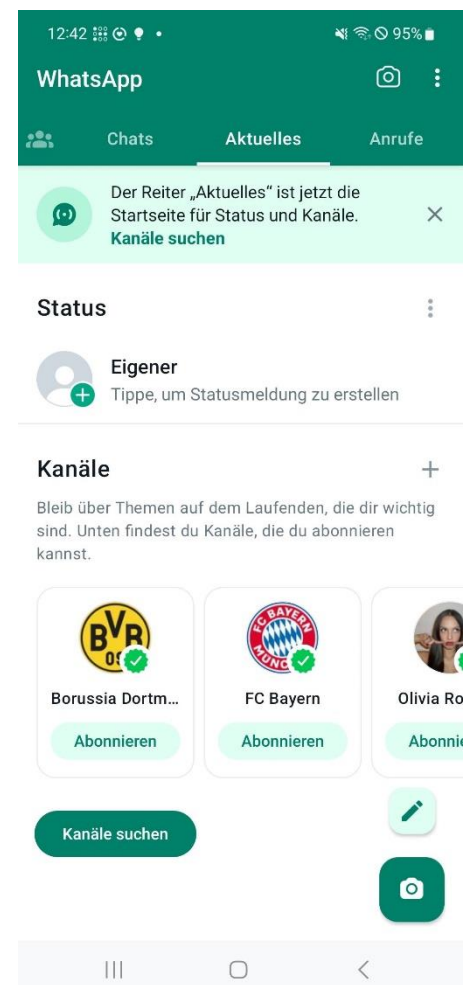 12:42
95%
WhatsApp
Chats
Aktuelles
Anrufe
Der Reiter „Aktuelles“ ist jetzt die
Startseite für Status und Kanäle.
Kanäle suchen
Status
Eigener
Tippe, um Statusmeldung zu erstellen
Kanäle
Bleib über Themen auf dem Laufenden, die dir wichtig
sind. Unten findest du Kanäle, die du abonnieren
kannst.
BVB
09
FC BAYERN
MÜNCHEN
Borussia Dortm...
FC Bayern
Olivia Ro
Abonnieren
Abonnieren
Abonnie
Kanäle suchen